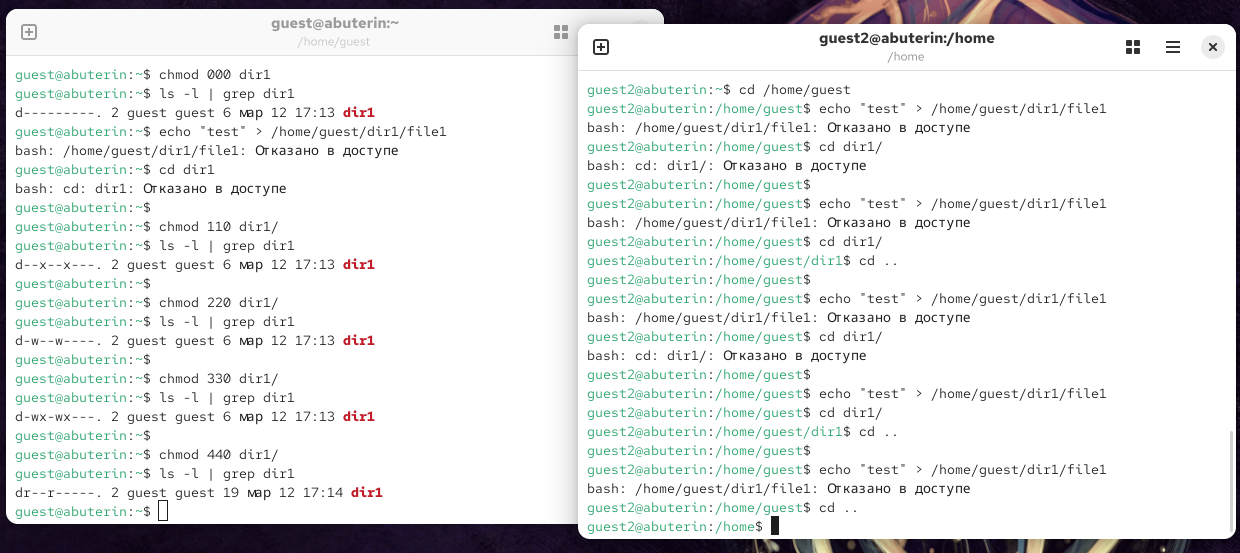 guest@abuterin:~
/home/guest
guest@abuterin:~$ chmod 000 dir1
guest@abuterin:~$ ls -l | grep dir1
d---------. 2 guest guest 6 мар 12 17:13 dir1
guest@abuterin:~$ echo "test" > /home/guest/dir1/file1
bash: /home/guest/dir1/file1: Отказано в доступе
guest@abuterin:~$ cd dir1
bash: cd: dir1: Отказано в доступе
guest@abuterin:~$
guest@abuterin:~$ chmod 110 dir1/
guest@abuterin:~$ ls -l | grep dir1
d--x--x---. 2 guest guest 6 мар 12 17:13 dir1
guest@abuterin:~$
guest@abuterin:~$ chmod 220 dir1/
guest@abuterin:~$ ls -l | grep dir1
d-w--w----. 2 guest guest 6 мар 12 17:13 dir1
guest@abuterin:~$
guest@abuterin:~$ chmod 330 dir1/
guest@abuterin:~$ ls -l | grep dir1
d-wx-wx---. 2 guest guest 6 мар 12 17:13 dir1
guest@abuterin:~$
guest@abuterin:~$ chmod 440 dir1/
guest@abuterin:~$ ls -l | grep dir1
dr--r-----. 2 guest guest 19 мар 12 17:14 dir1
guest@abuterin:~$
guest2@abuterin:/home
/home
guest2@abuterin:~$ cd /home/guest
guest2@abuterin:/home/guest$ echo "test" > /home/guest/dir1/file1
bash: /home/guest/dir1/file1: Отказано в доступе
guest2@abuterin:/home/guest$ cd dir1/
bash: cd: dir1/: Отказано в доступе
guest2@abuterin:/home/guest$
guest2@abuterin:/home/guest$ echo "test" > /home/guest/dir1/file1
bash: /home/guest/dir1/file1: Отказано в доступе
guest2@abuterin:/home/guest$ cd dir1/
guest2@abuterin:/home/guest/dir1$ cd ..
guest2@abuterin:/home/guest$
guest2@abuterin:/home/guest$ echo "test" > /home/guest/dir1/file1
bash: /home/guest/dir1/file1: Отказано в доступе
guest2@abuterin:/home/guest$ cd dir1/
bash: cd: dir1/: Отказано в доступе
guest2@abuterin:/home/guest$
guest2@abuterin:/home/guest$ echo "test" > /home/guest/dir1/file1
guest2@abuterin:/home/guest$ cd dir1/
guest2@abuterin:/home/guest/dir1$ cd ..
guest2@abuterin:/home/guest$
guest2@abuterin:/home/guest$ echo "test" > /home/guest/dir1/file1
bash: /home/guest/dir1/file1: Отказано в доступе
guest2@abuterin:/home/guest$ cd ..
guest2@abuterin:/home$